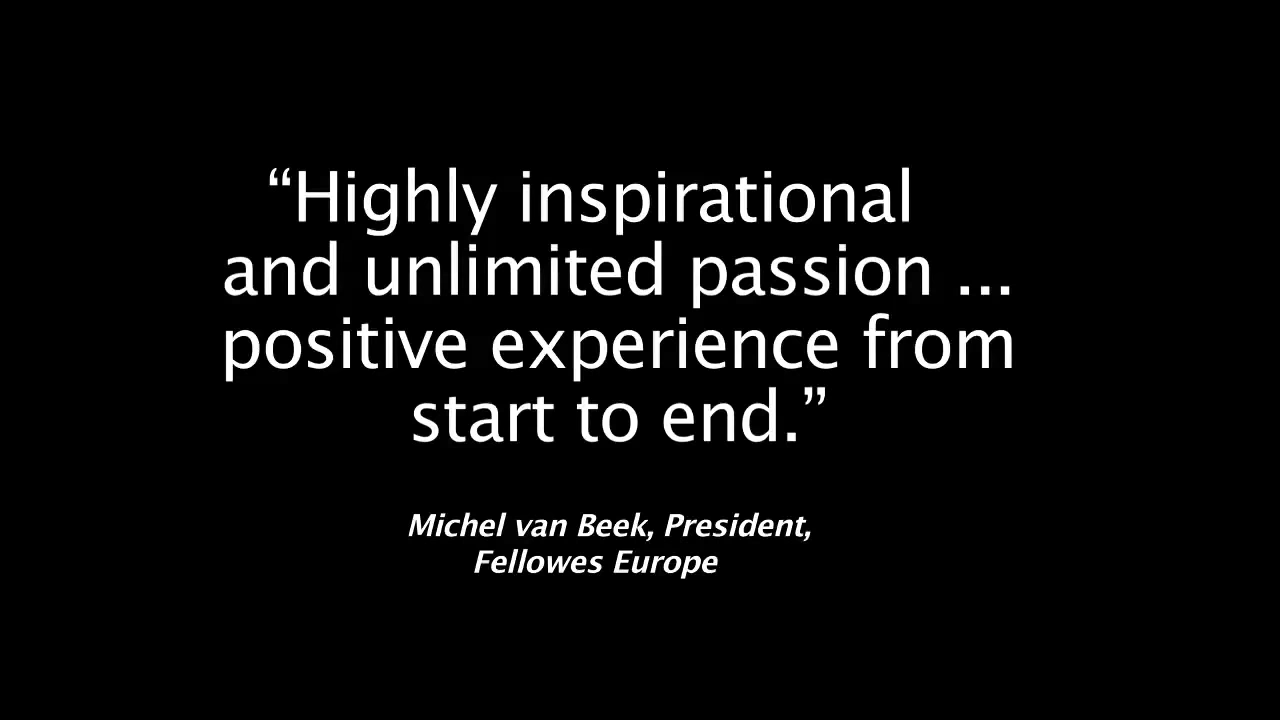 “Highly inspirational
and unlimited passion ...
positive experience from
start to end.”
Michel van Beek, President,
Fellowes Europe